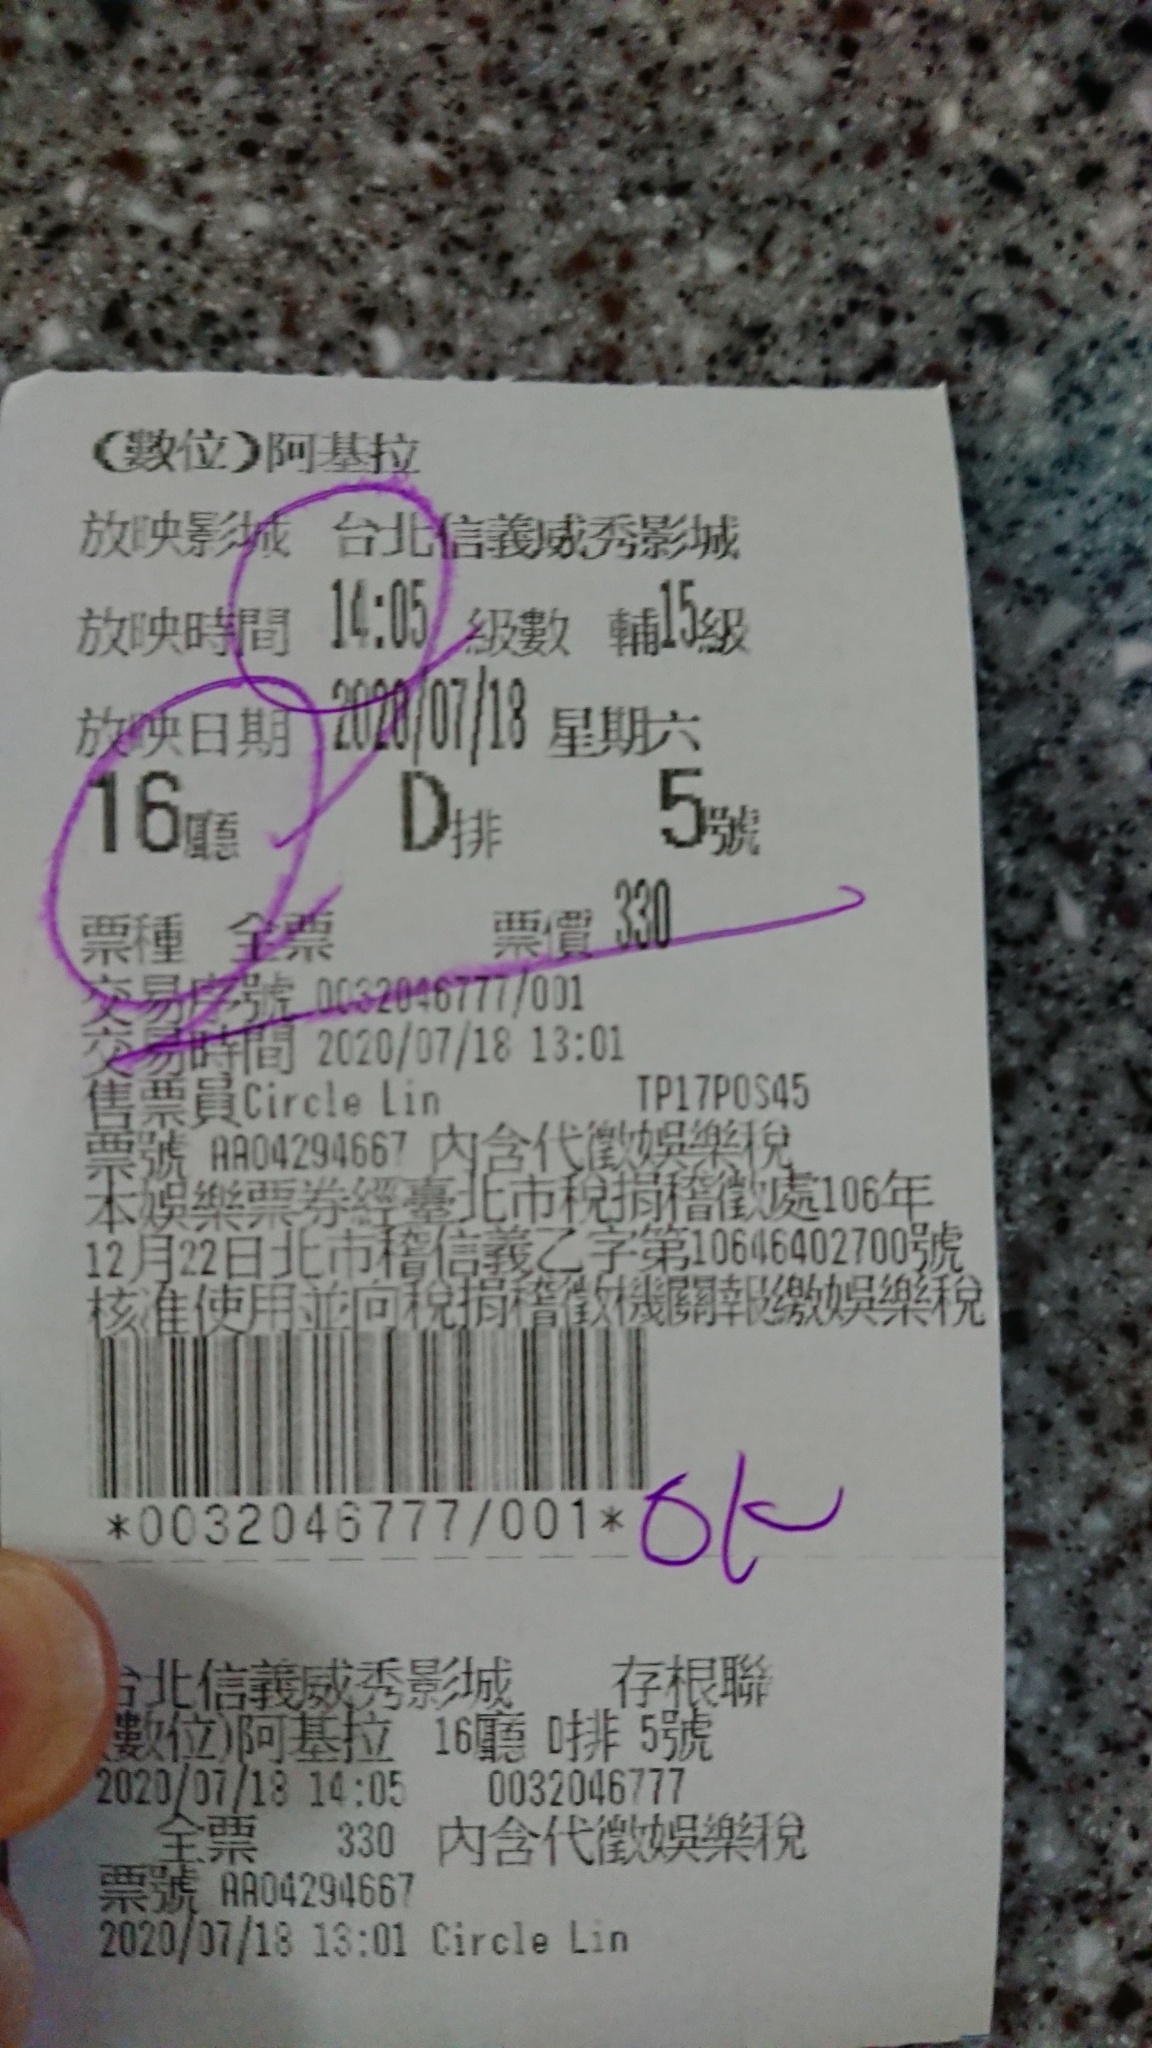 (數位)阿基拉
放映影城 台北信義威秀影城
放映時間 14:05 級數 輔15級
放映日期 2020/07/18 星期六
16廳 D排 5號
票種 全票 票價 330
交易序號 0032046777/001
交易時間 2020/07/18 13:01
售票員Circle Lin TP17POS45
票號 AA04294667 內含代徵娛樂稅
本娛樂票券經臺北市稅捐稽徵處106年
12月22日北市稽信義乙字第10646402700號
核准使用並向稅捐稽徵機關報繳娛樂稅
*0032046777/001* OK
台北信義威秀影城 存根聯
(數位)阿基拉 16廳 D排 5號
2020/07/18 14:05 0032046777
全票 330 內含代徵娛樂稅
票號 AA04294667
2020/07/18 13:01 Circle Lin